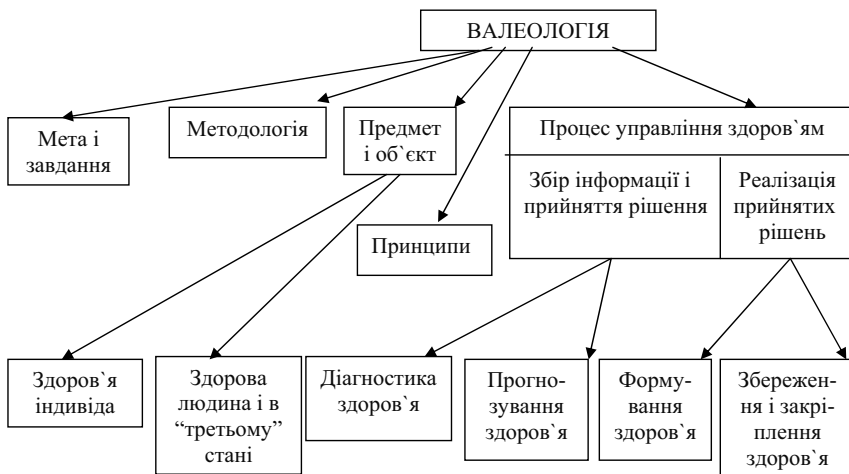 ВАЛЕОЛОГІЯ
Мета і
завдання
Методологія
Предмет
і об`єкт
Принципи
Процес управління здоров`ям
Збір інформації і
прийняття рішення
Реалізація
прийнятих
рішень
Здоров`я
індивіда
Здорова
людина і в
“третьому”
стані
Діагностика
здоров`я
Прогно-
зування
здоров`я
Форму-
вання
здоров`я
Збережен-
ня і закрі-
плення
здоров`я